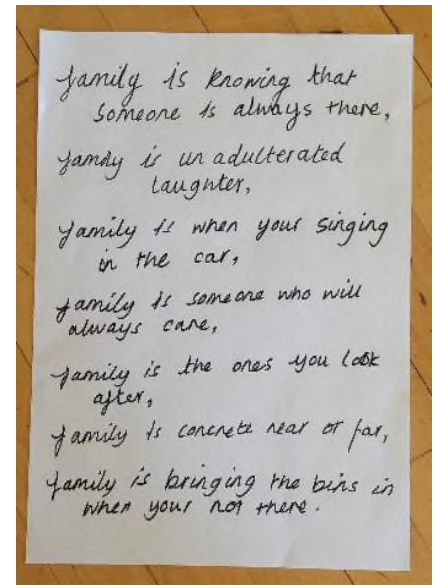 family is knowing that
someone is always there,
family is unadulterated
laughter,
family is when your singing
in the car,
family is someone who will
always care,
family is the ones you look
after,
family is concrete near or far,
family is bringing the bins in
when your not there.